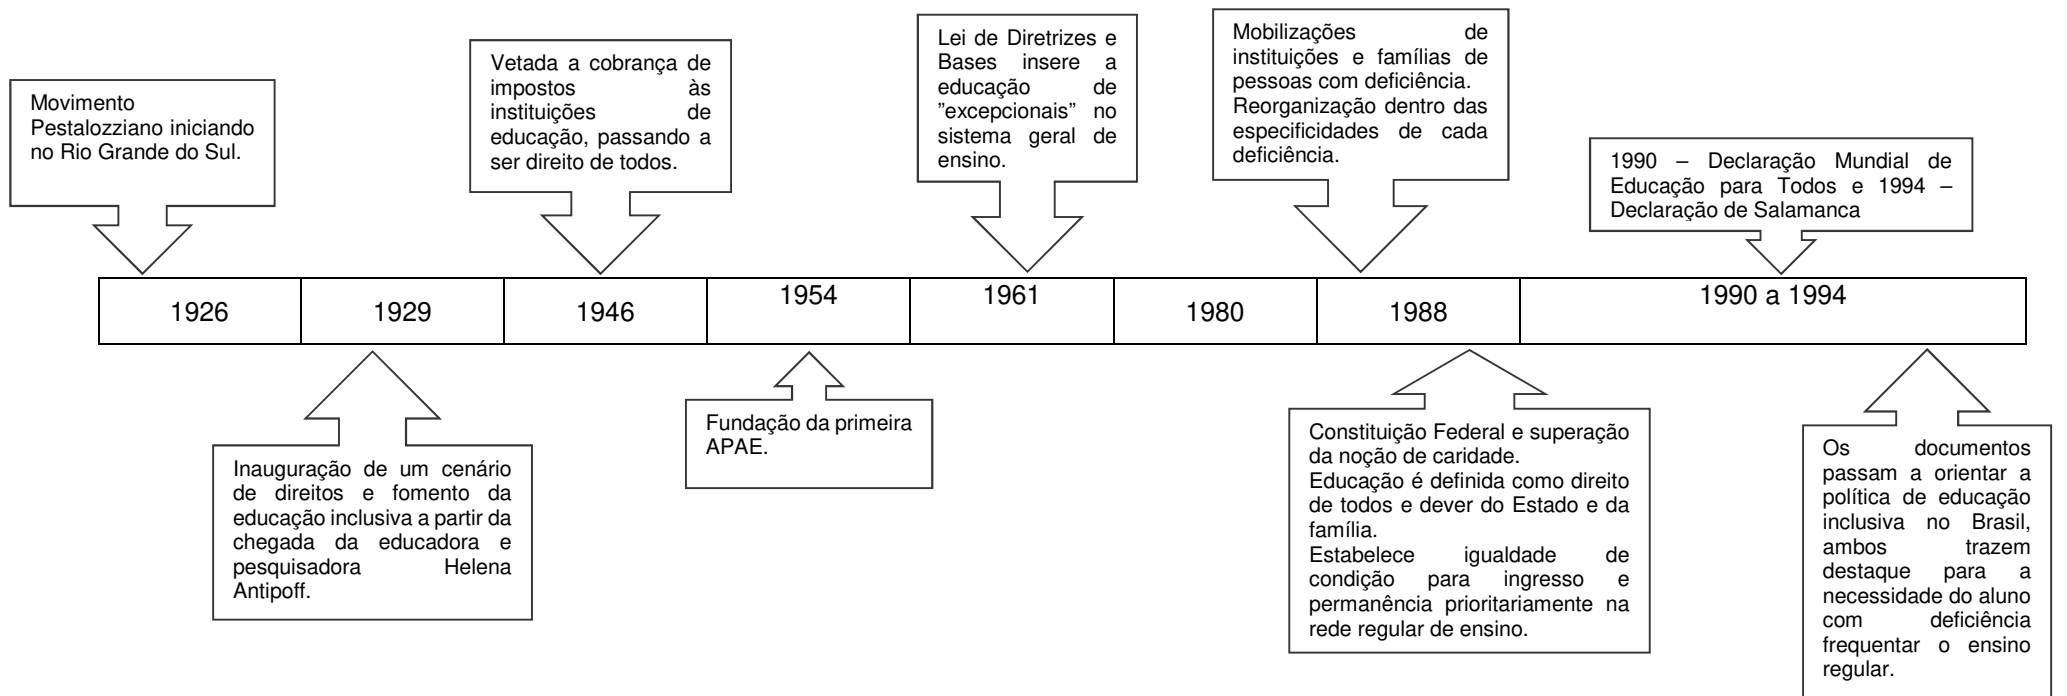 Movimento
Pestalozziano iniciando
no Rio Grande do Sul.
Vetada a cobrança de
impostos às
instituições de
educação, passando a
ser direito de todos.
Lei de Diretrizes e
Bases insere a
educação de
”excepcionais” no
sistema geral de
ensino.
Mobilizações de
instituições e famílias de
pessoas com deficiência.
Reorganização dentro das
especificidades de cada
deficiência.
1990 – Declaração Mundial de
Educação para Todos e 1994 –
Declaração de Salamanca
1926
1929
1946
1954
1961
1980
1988
1990 a 1994
Inauguração de um cenário
de direitos e fomento da
educação inclusiva a partir da
chegada da educadora e
pesquisadora Helena
Antipoff.
Fundação da primeira
APAE.
Constituição Federal e superação
da noção de caridade.
Educação é definida como direito
de todos e dever do Estado e da
família.
Estabelece igualdade de
condição para ingresso e
permanência prioritariamente na
rede regular de ensino.
Os documentos
passam a orientar a
política de educação
inclusiva no Brasil,
ambos trazem
destaque para a
necessidade do aluno
com deficiência
frequentar o ensino
regular.